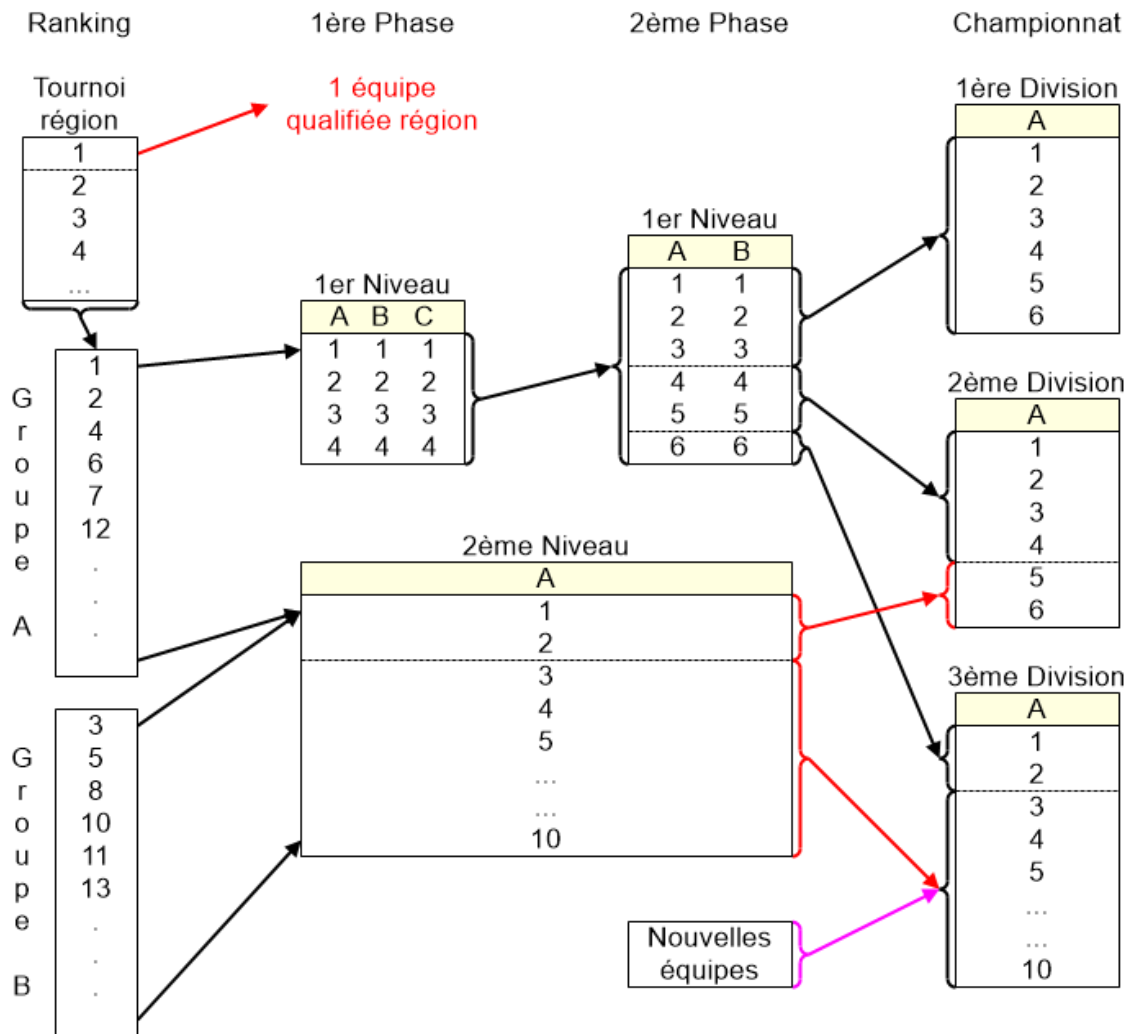 Ranking 1ère Phase 2ème Phase Championnat
Tournoi
région
1
2
3
4
...
1 équipe
qualifiée région
Groupe A
1
2
4
6
7
12
.
.
.
Groupe B
3
5
8
10
11
13
.
.
.
1er Niveau
A B C
1 1 1
2 2 2
3 3 3
4 4 4
2ème Niveau
A
1
2
3
4
5
...
...
10
1er Niveau
A B
1 1
2 2
3 3
4 4
5 5
6 6
Nouvelles
équipes
1ère Division
A
1
2
3
4
5
6
2ème Division
A
1
2
3
4
5
6
3ème Division
A
1
2
3
4
5
...
...
10